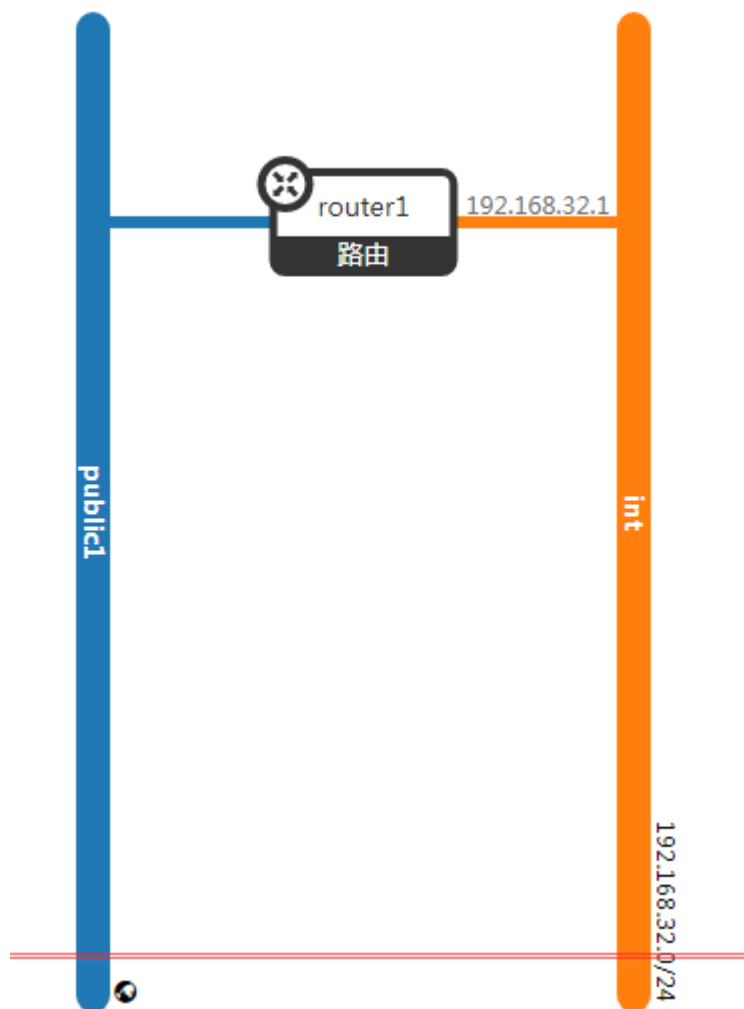 router1
192.168.32.1
路由
public1
int
192.168.32.0/24